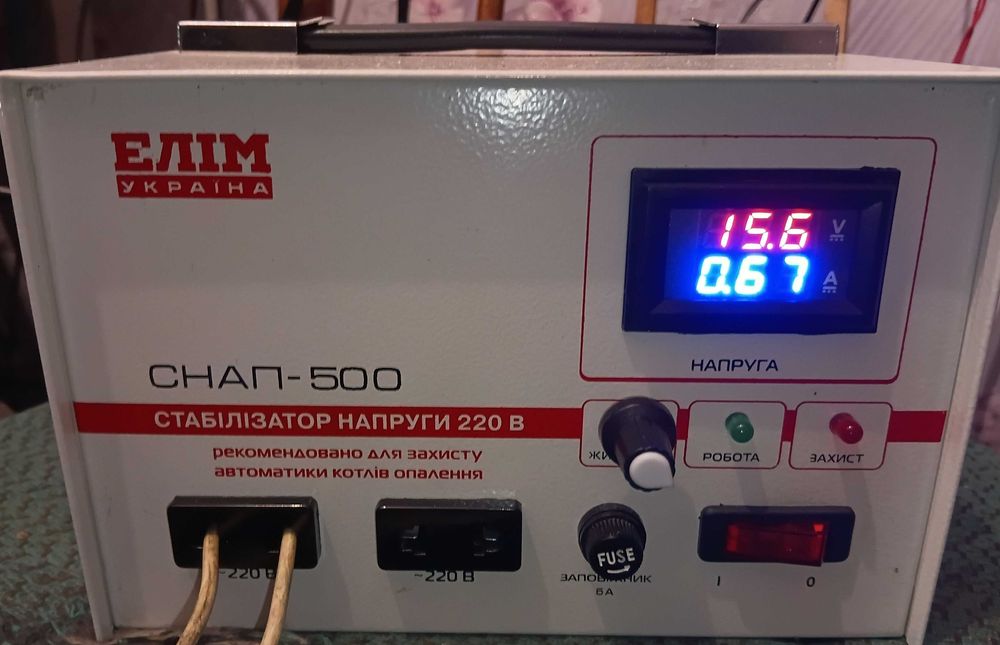 ЕЛІМ
УКРАЇНА
15.6 V
0.67 A
НАПРУГА
СНАП-500
СТАБІЛІЗАТОР НАПРУГИ 220 В
рекомендовано для захисту
автоматики котлів опалення
РОБОТА
ЗАХИСТ
~220 В
~220 В
FUSE
6А
I
0